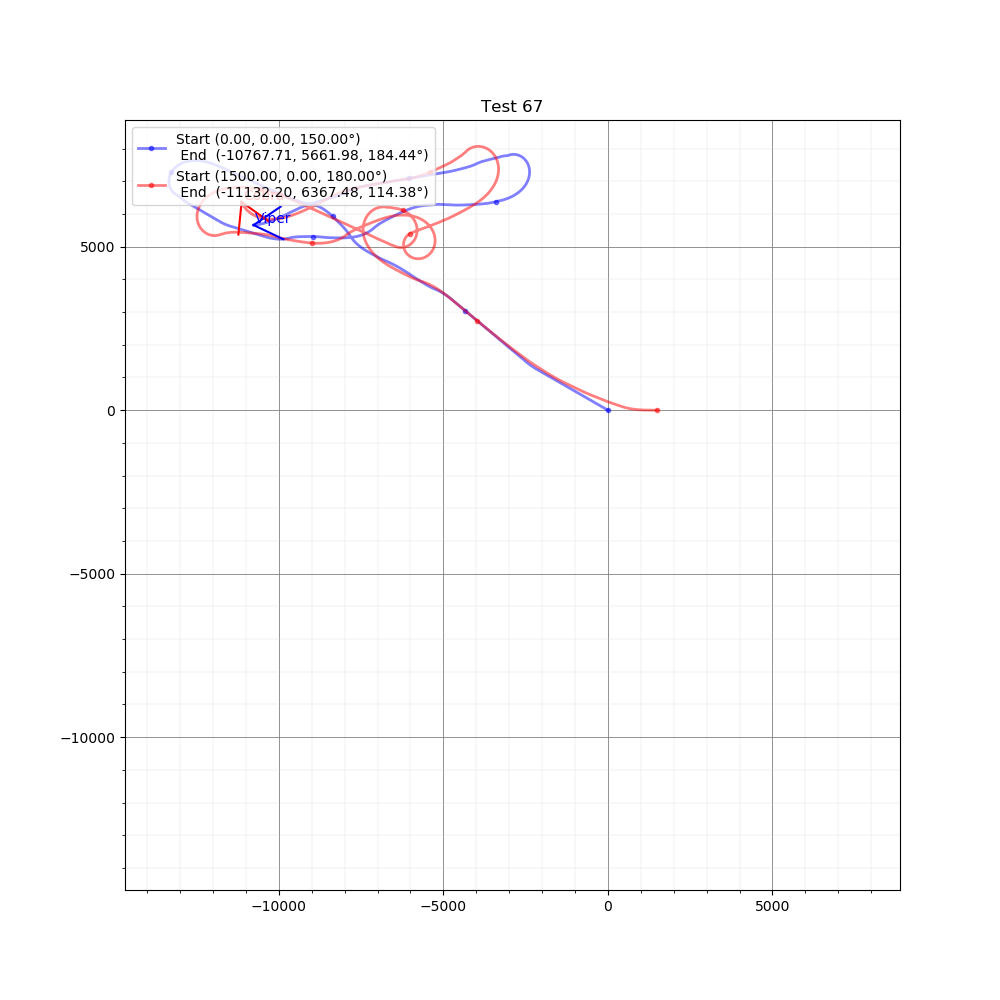 Test 67
Start (0.00, 0.00, 150.00°)
End (-10767.71, 5661.98, 184.44°)
Start (1500.00, 0.00, 180.00°)
End (-11132.20, 6367.48, 114.38°)
Viper
5000
0
−5000
−10000
−10000 −5000 0 5000